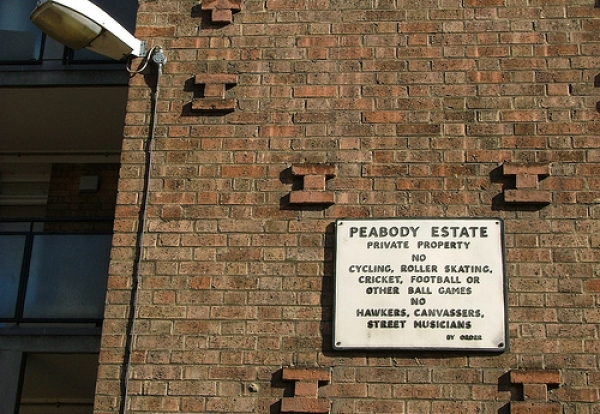 PEABODY ESTATE
PRIVATE PROPERTY
NO
CYCLING, ROLLER SKATING,
CRICKET, FOOTBALL OR
OTHER BALL GAMES
NO
HAWKERS, CANVASSERS,
STREET MUSICIANS
BY ORDER